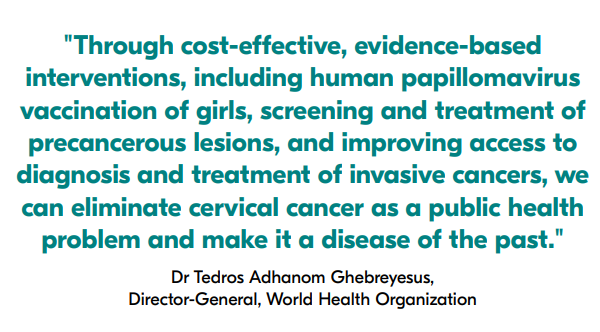 "Through cost-effective, evidence-based
interventions, including human papillomavirus
vaccination of girls, screening and treatment of
precancerous lesions, and improving access to
diagnosis and treatment of invasive cancers, we
can eliminate cervical cancer as a public health
problem and make it a disease of the past."
Dr Tedros Adhanom Ghebreyesus,
Director-General, World Health Organization